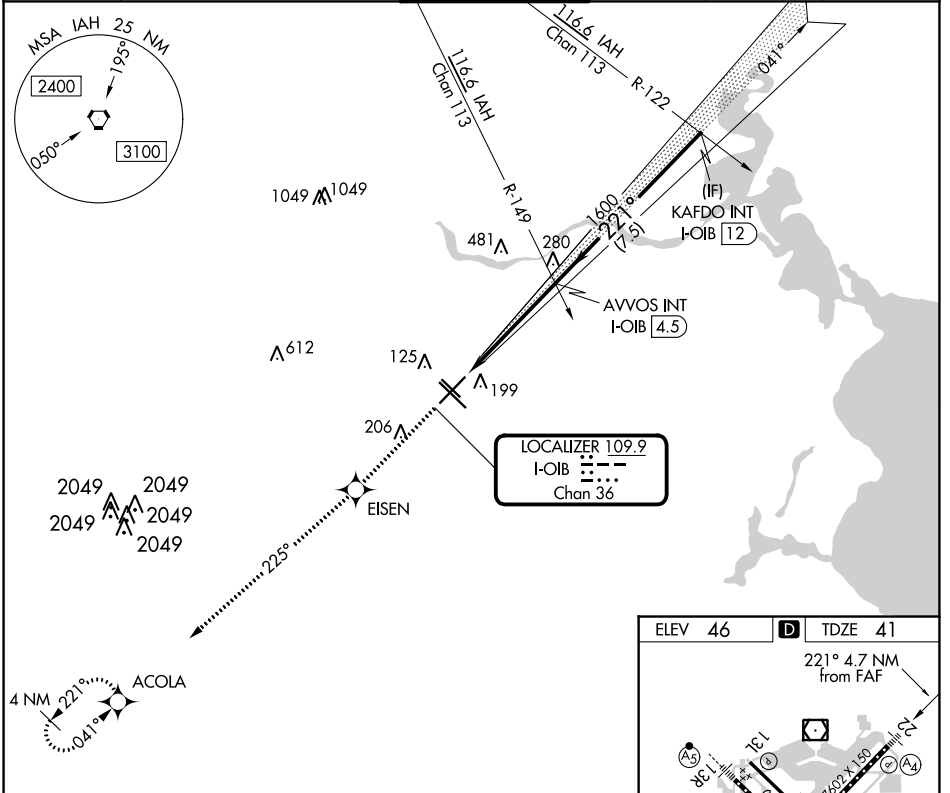 MSA IAH 25 NM
195°
2400
050°
3100
116.6 IAH
Chan 113
R-149
116.6 IAH
Chan 113
R-122
041°
1049
1049
481
280
1600
221°
(7.5)
(IF)
KAFDO INT
I-OIB 12
AVVOS INT
I-OIB 4.5
612
125
199
206
LOCALIZER 109.9
I-OIB
Chan 36
2049
2049
2049
2049
2049
EISEN
225°
4 NM
221°
041°
ACOLA
ELEV 46
D
TDZE 41
221° 4.7 NM
from FAF
22
A5
13R
13L
P
7602 X 150
P
A4